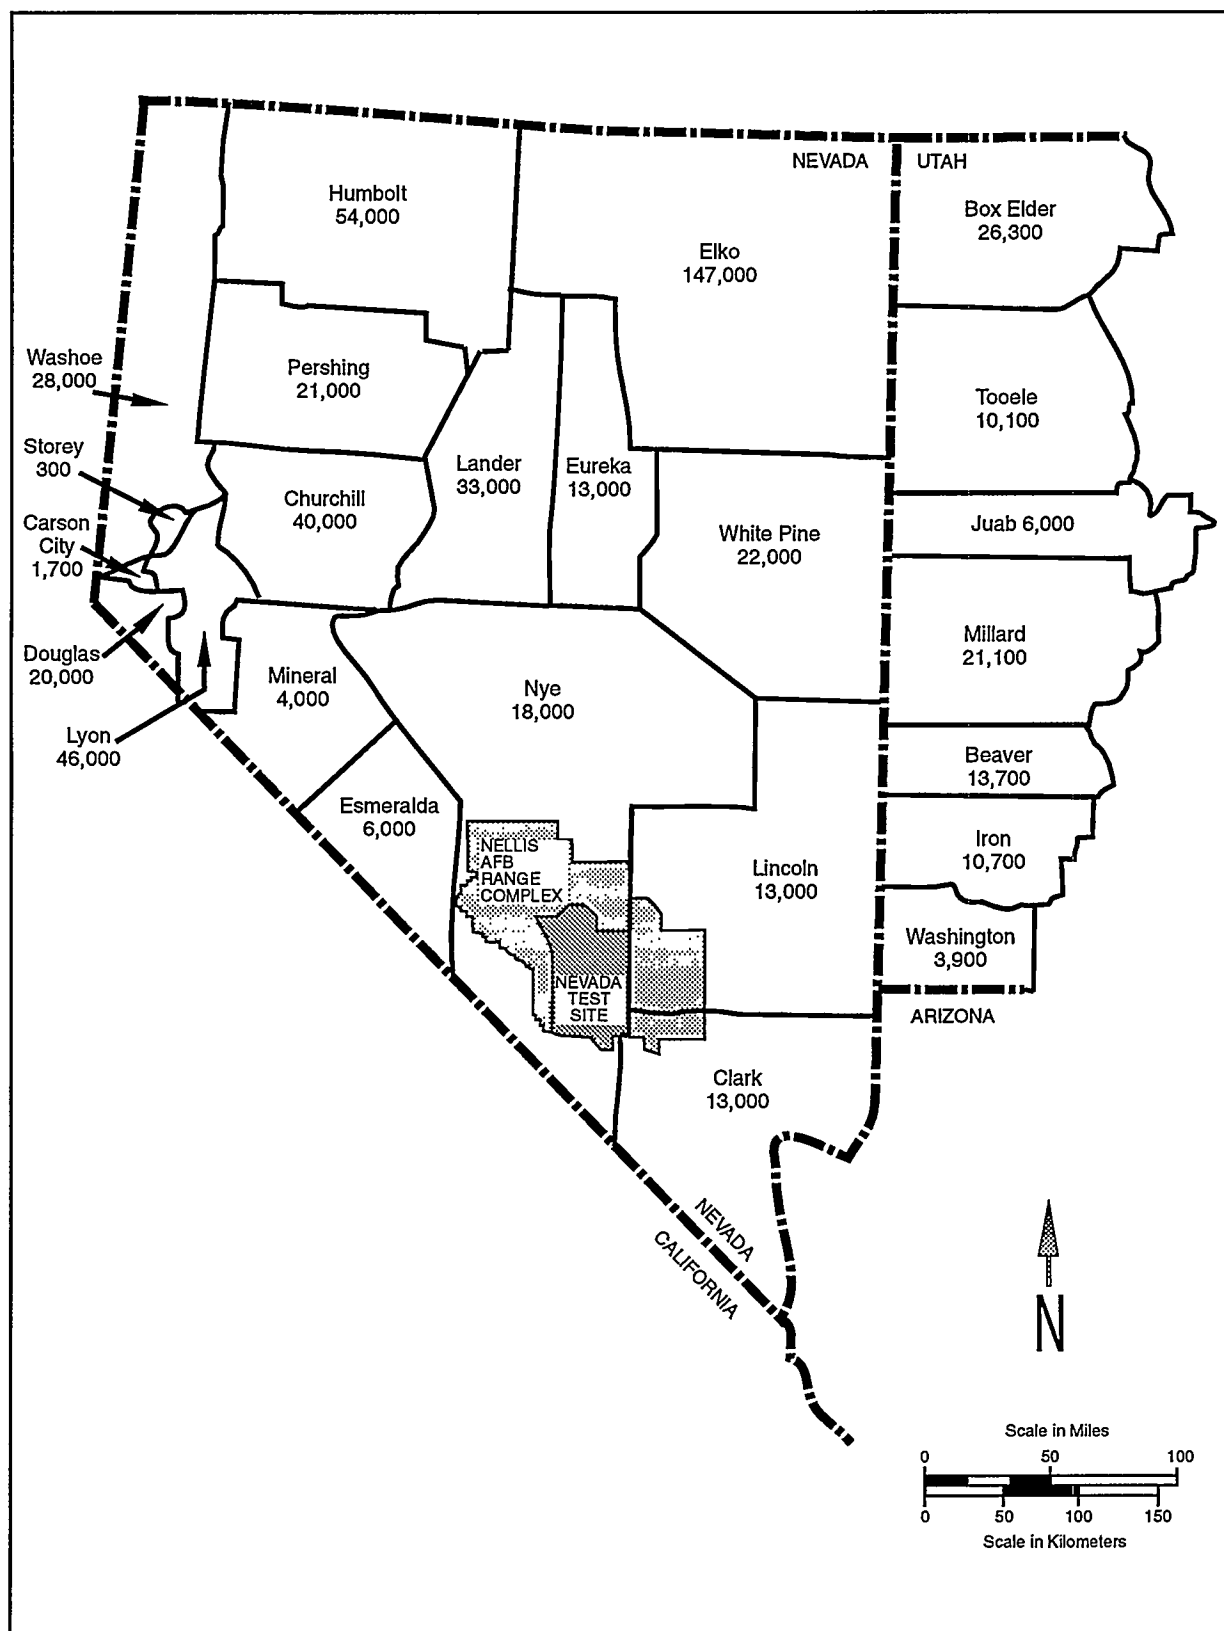 NEVADA
UTAH
Humbolt
54,000
Elko
147,000
Box Elder
26,300
Washoe
28,000
Pershing
21,000
Tooele
10,100
Storey
300
Lander
33,000
Eureka
13,000
Churchill
40,000
Carson
City
1,700
White Pine
22,000
Juab 6,000
Douglas
20,000
Mineral
4,000
Nye
18,000
Millard
21,100
Lyon
46,000
Beaver
13,700
Esmeralda
6,000
NELLIS
AFB
RANGE
COMPLEX
Lincoln
13,000
Iron
10,700
Washington
3,900
NEVADA
TEST
SITE
ARIZONA
Clark
13,000
NEVADA
CALIFORNIA
N
Scale in Miles
0 50 100
0 50 100 150
Scale in Kilometers